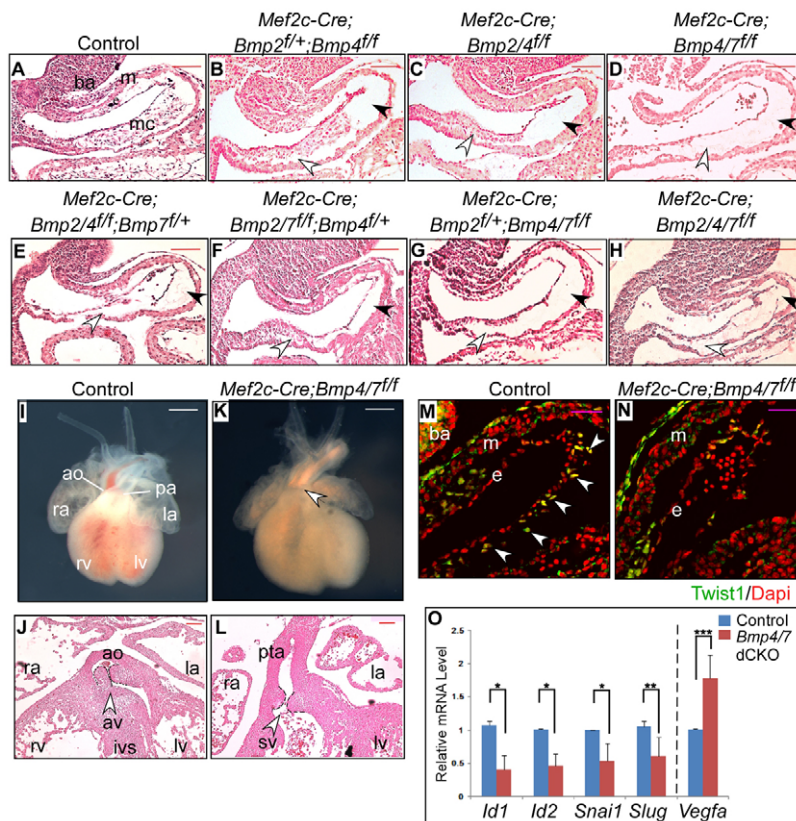 Control
Mef2c-Cre;
Bmp2f/+;Bmp4f/f
Mef2c-Cre;
Bmp2/4f/f
Mef2c-Cre;
Bmp4/7f/f
A
ba
m
mc
B
C
D
Mef2c-Cre;
Bmp2/4f/f;Bmp7f/+
Mef2c-Cre;
Bmp2/7f/f;Bmp4f/+
Mef2c-Cre;
Bmp2f/+;Bmp4/7f/f
Mef2c-Cre;
Bmp2/4/7f/f
E
F
G
H
Control
Mef2c-Cre;Bmp4/7f/f
Control
Mef2c-Cre;Bmp4/7f/f
I
ao
pa
ra
la
rv
lv
K
M
ba
m
e
N
m
e
Twist1/Dapi
J
ao
ra
la
av
rv
ivs
lv
L
pta
ra
la
sv
lv
O
Relative mRNA Level
2.5
2
1.5
1
0.5
0
Control
Bmp4/7
dCKO
*
*
*
**
***
Id1
Id2
Snai1
Slug
Vegfa